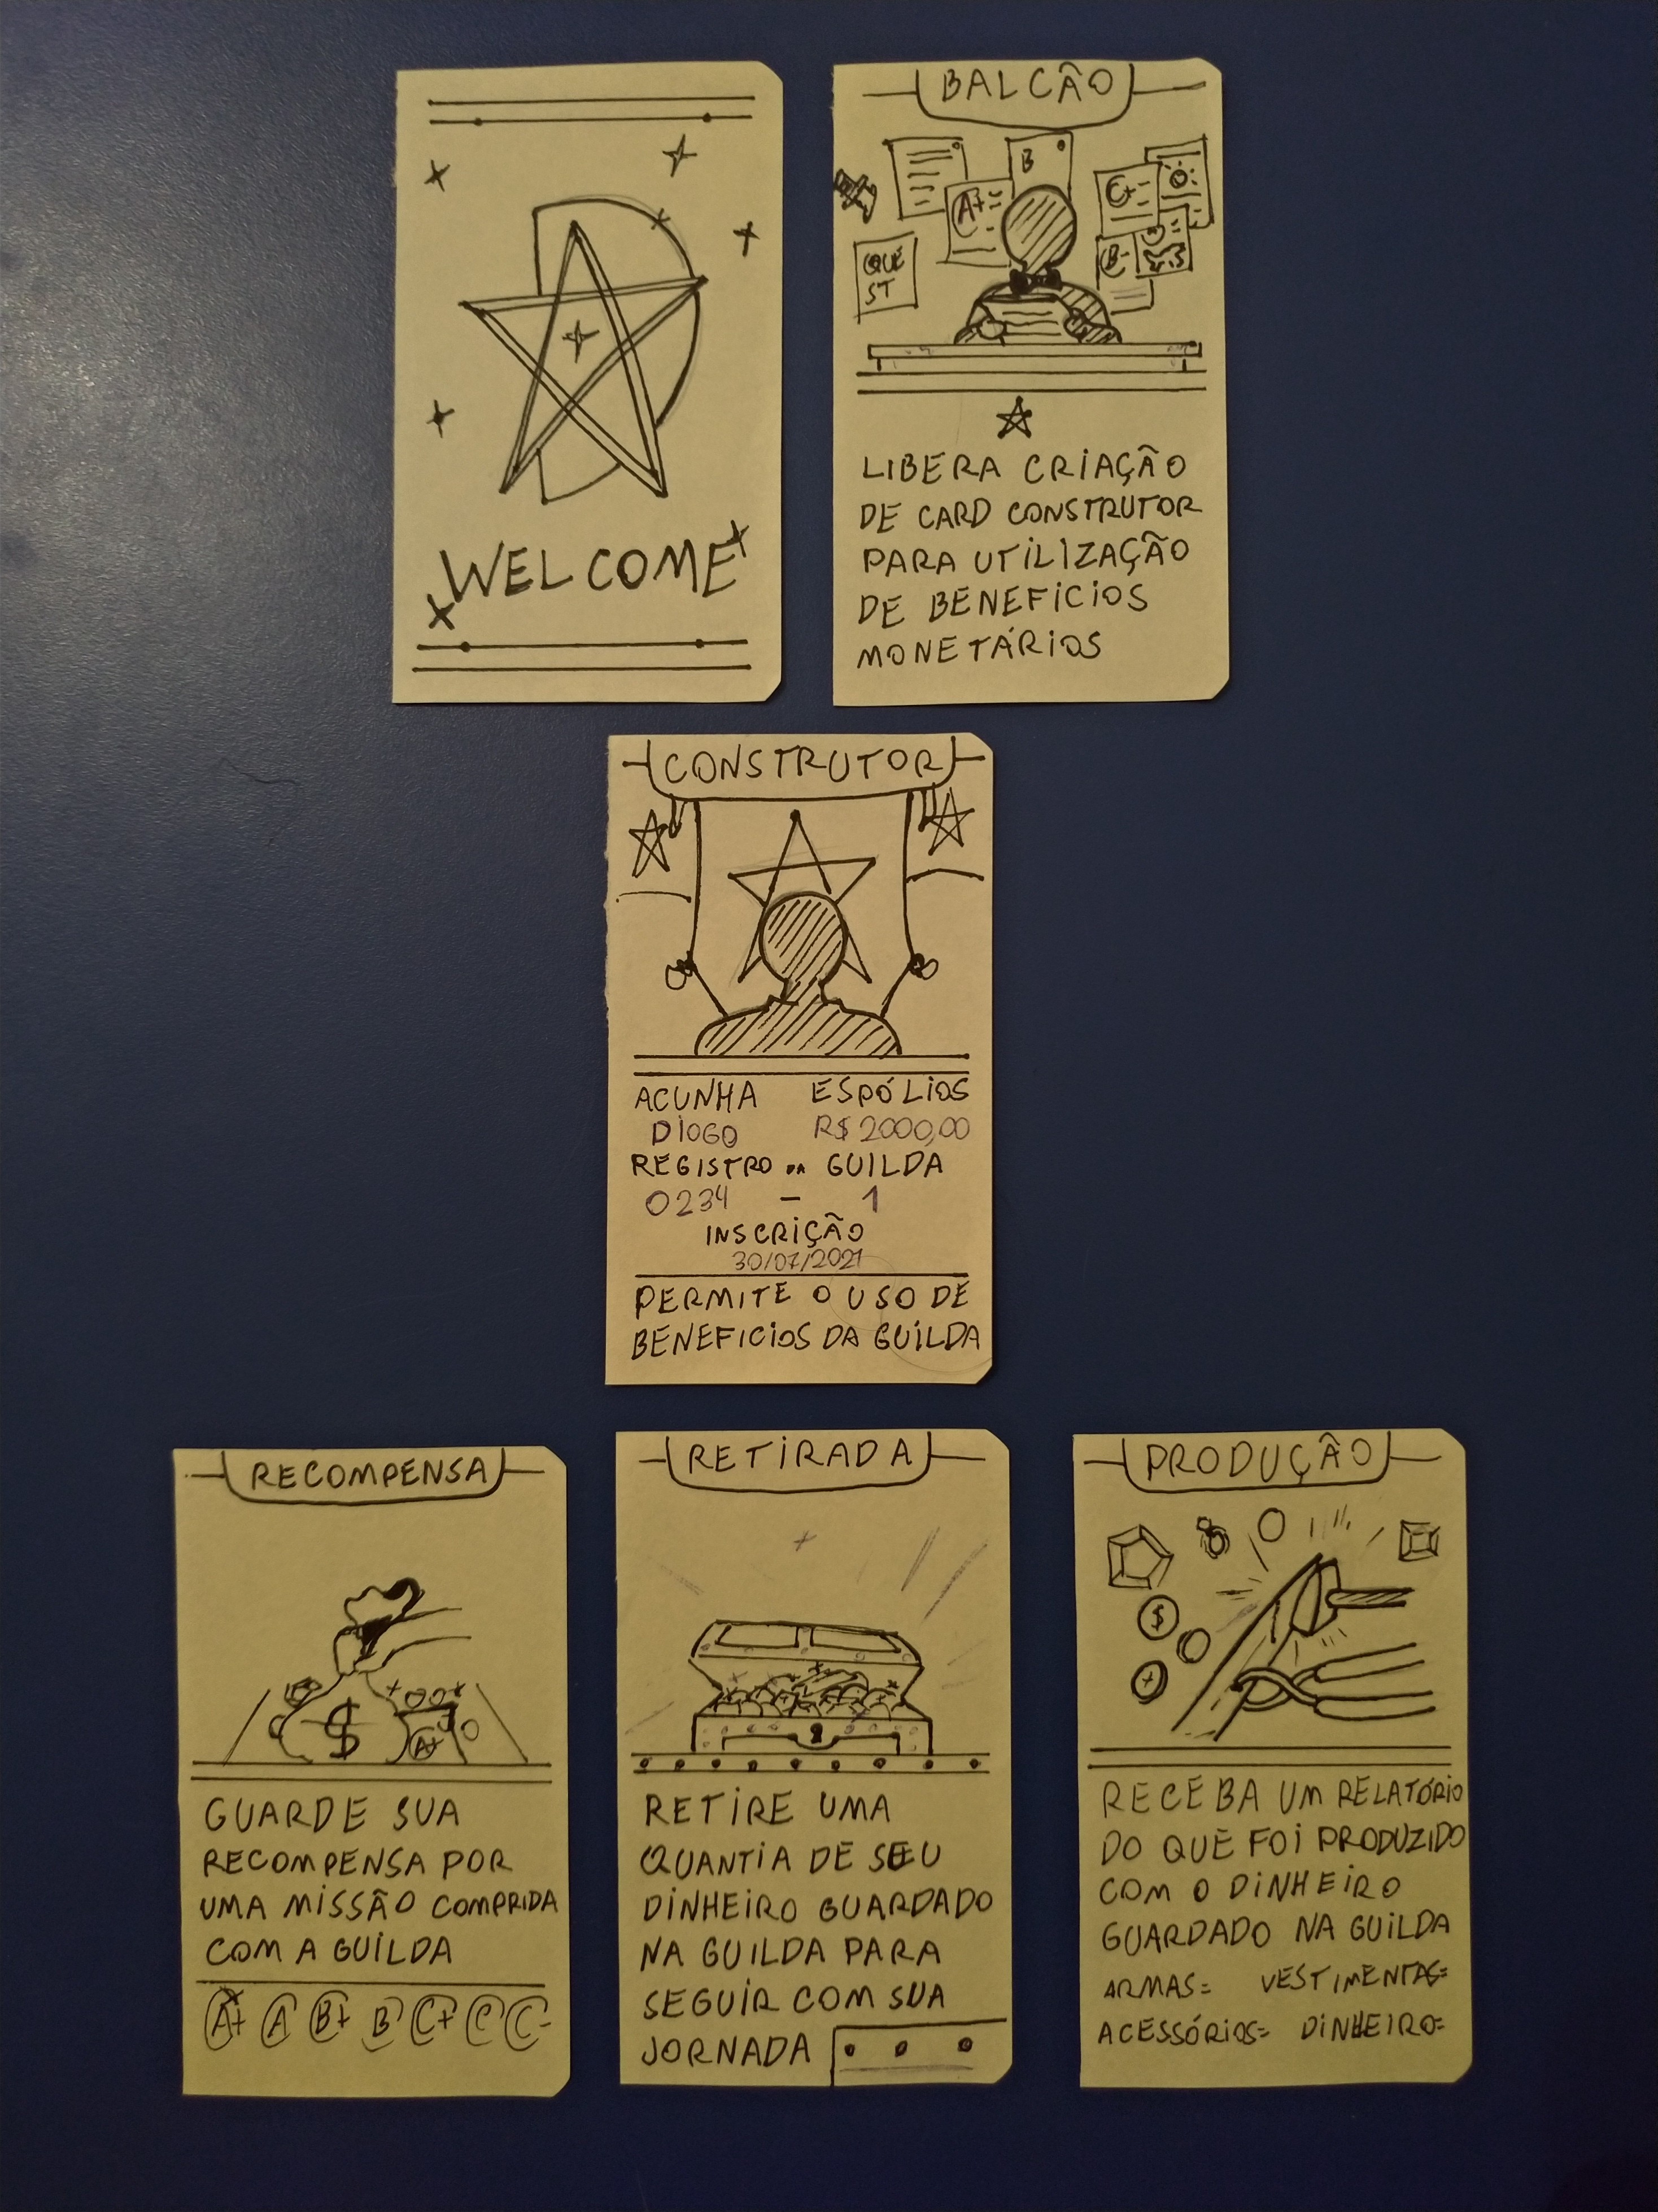 WELCOME
BALCÃO
B
A+
C+
B-
QUE
ST
LIBERA CRIAÇÃO
DE CARD CONSTRUTOR
PARA UTILIZAÇÃO
DE BENEFÍCIOS
MONETÁRIOS
CONSTRUTOR
ACUNHA ESPÓLIOS
DIOGO R$ 2000,00
REGISTRO DA GUILDA
0234 - 1
INSCRIÇÃO
30/07/2021
PERMITE O USO DE
BENEFICIOS DA GUILDA
RECOMPENSA
$
A+
GUARDE SUA
RECOMPENSA POR
UMA MISSÃO COMPRIDA
COM A GUILDA
A+ A B+ B C+ C C-
RETIRADA
RETIRE UMA
QUANTIA DE SEU
DINHEIRO GUARDADO
NA GUILDA PARA
SEGUIR COM SUA
JORNADA
PRODUÇÃO
$
RECEBA UM RELATÓRIO
DO QUE FOI PRODUZIDO
COM O DINHEIRO
GUARDADO NA GUILDA
ARMAS= VESTIMENTAS=
ACESSÓRIOS= DINHEIRO=